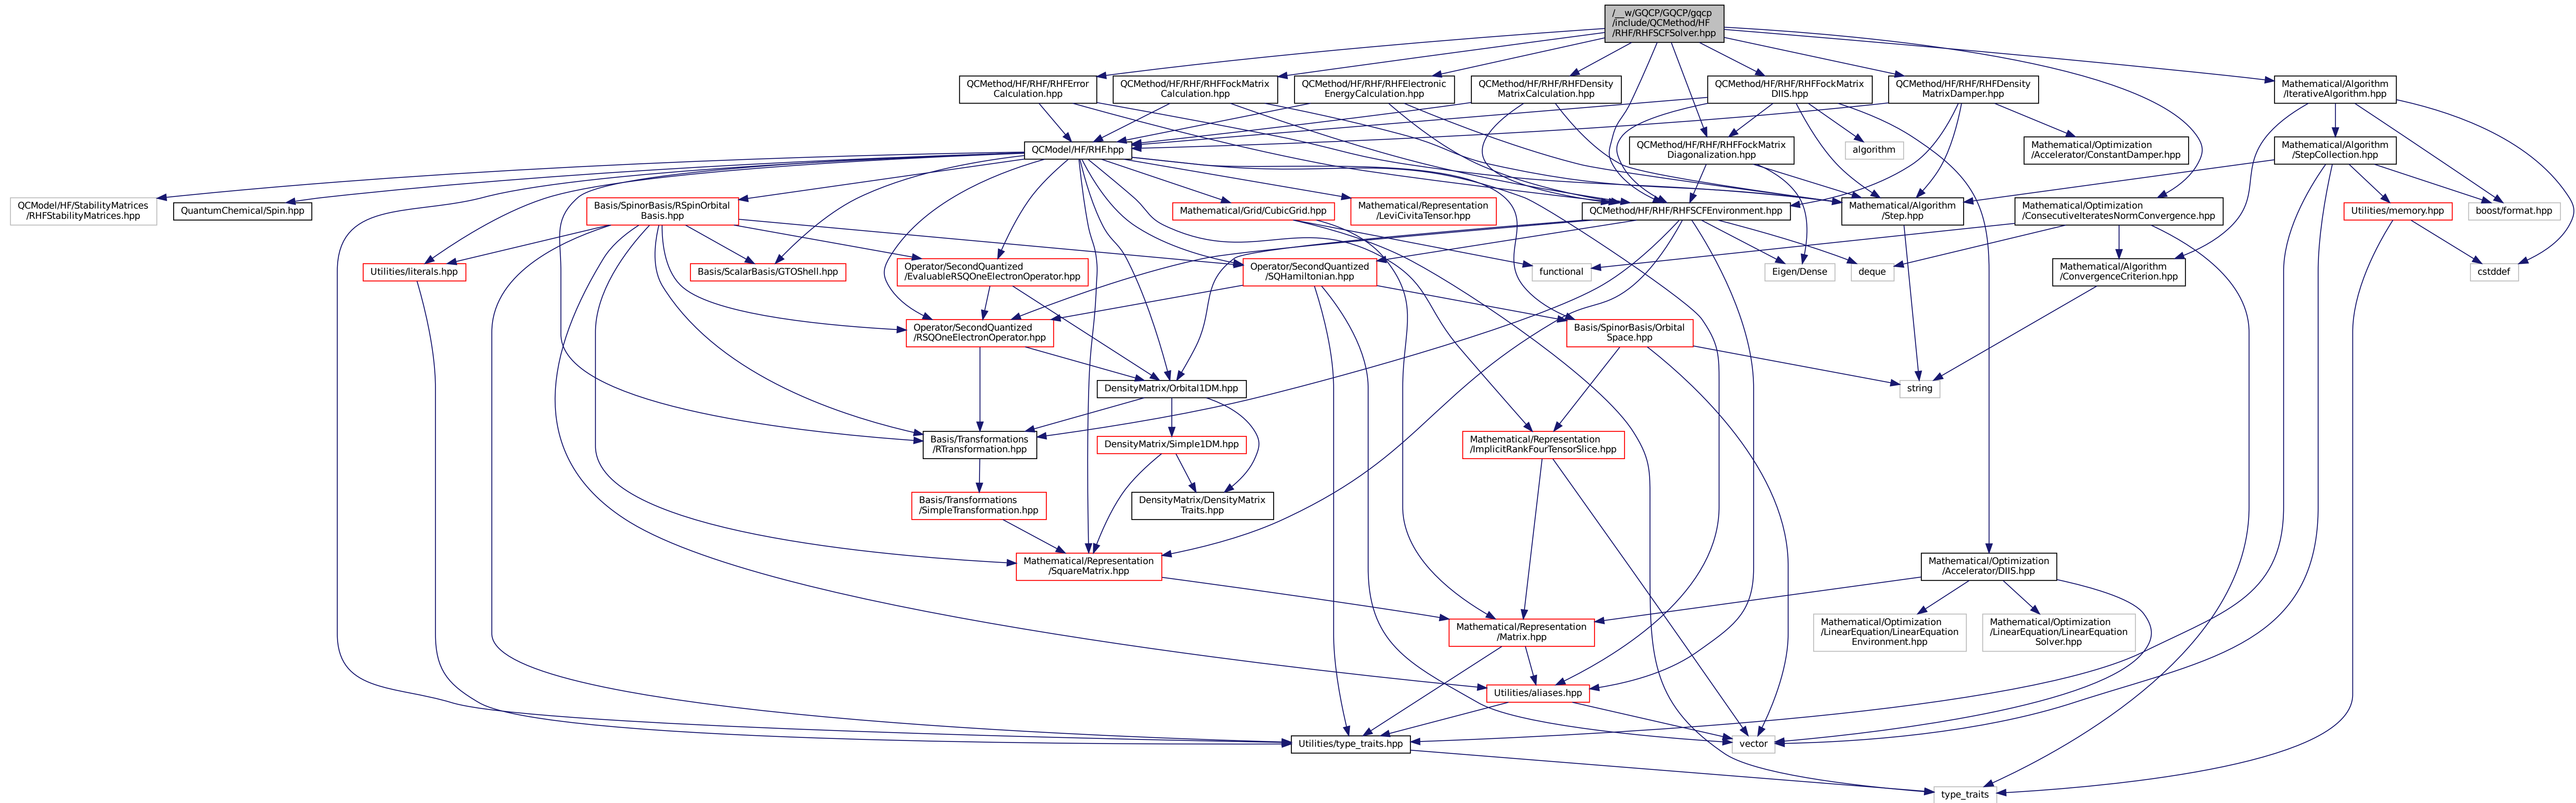 /__w/GQCP/GQCP/gqcp
/include/QCMethod/HF
/RHF/RHFSCFSolver.hpp
QCMethod/HF/RHF/RHFError
Calculation.hpp
QCMethod/HF/RHF/RHFFockMatrix
Calculation.hpp
QCMethod/HF/RHF/RHFElectronic
EnergyCalculation.hpp
QCMethod/HF/RHF/RHFDensity
MatrixCalculation.hpp
QCMethod/HF/RHF/RHFFockMatrix
DIIS.hpp
QCMethod/HF/RHF/RHFDensity
MatrixDamper.hpp
Mathematical/Algorithm
/IterativeAlgorithm.hpp
QCModel/HF/RHF.hpp
QCMethod/HF/RHF/RHFFockMatrix
Diagonalization.hpp
algorithm
Mathematical/Optimization
/Accelerator/ConstantDamper.hpp
Mathematical/Algorithm
/StepCollection.hpp
QCModel/HF/StabilityMatrices
/RHFStabilityMatrices.hpp
QuantumChemical/Spin.hpp
Basis/SpinorBasis/RSpinOrbital
Basis.hpp
Mathematical/Grid/CubicGrid.hpp
Mathematical/Representation
/LeviCivitaTensor.hpp
QCMethod/HF/RHF/RHFSCFEnvironment.hpp
Mathematical/Algorithm
/Step.hpp
Mathematical/Optimization
/ConsecutiveIteratesNormConvergence.hpp
Utilities/memory.hpp
boost/format.hpp
Utilities/literals.hpp
Basis/ScalarBasis/GTOShell.hpp
Operator/SecondQuantized
/EvaluableRSQOneElectronOperator.hpp
Operator/SecondQuantized
/SQHamiltonian.hpp
functional
Eigen/Dense
deque
Mathematical/Algorithm
/ConvergenceCriterion.hpp
cstddef
Operator/SecondQuantized
/RSQOneElectronOperator.hpp
Basis/SpinorBasis/Orbital
Space.hpp
DensityMatrix/Orbital1DM.hpp
string
Basis/Transformations
/RTransformation.hpp
DensityMatrix/Simple1DM.hpp
Mathematical/Representation
/ImplicitRankFourTensorSlice.hpp
Basis/Transformations
/SimpleTransformation.hpp
DensityMatrix/DensityMatrix
Traits.hpp
Mathematical/Representation
/SquareMatrix.hpp
Mathematical/Optimization
/Accelerator/DIIS.hpp
Mathematical/Representation
/Matrix.hpp
Mathematical/Optimization
/LinearEquation/LinearEquation
Environment.hpp
Mathematical/Optimization
/LinearEquation/LinearEquation
Solver.hpp
Utilities/aliases.hpp
Utilities/type_traits.hpp
vector
type_traits